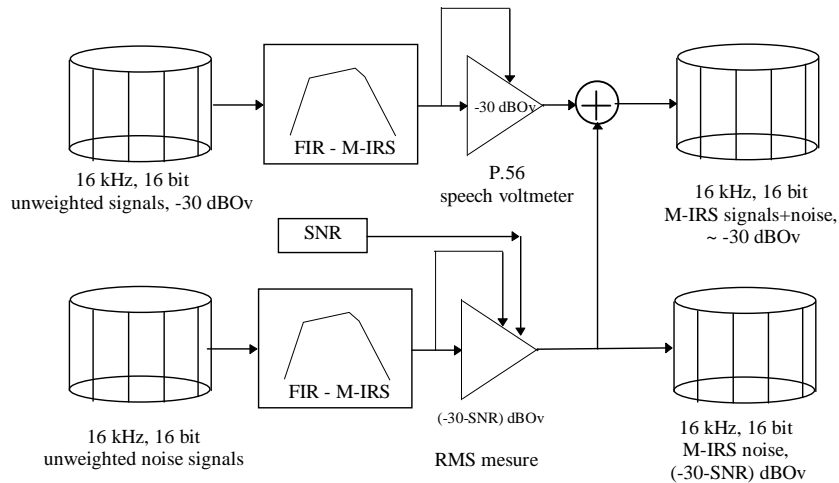 -30 dBOv
FIR - M-IRS
16 kHz, 16 bit
unweighted signals, -30 dBOv
P.56
speech voltmeter
16 kHz, 16 bit
M-IRS signals+noise,
~ -30 dBOv
SNR
FIR - M-IRS
(-30-SNR) dBOv
16 kHz, 16 bit
unweighted noise signals
RMS mesure
16 kHz, 16 bit
M-IRS noise,
(-30-SNR) dBOv